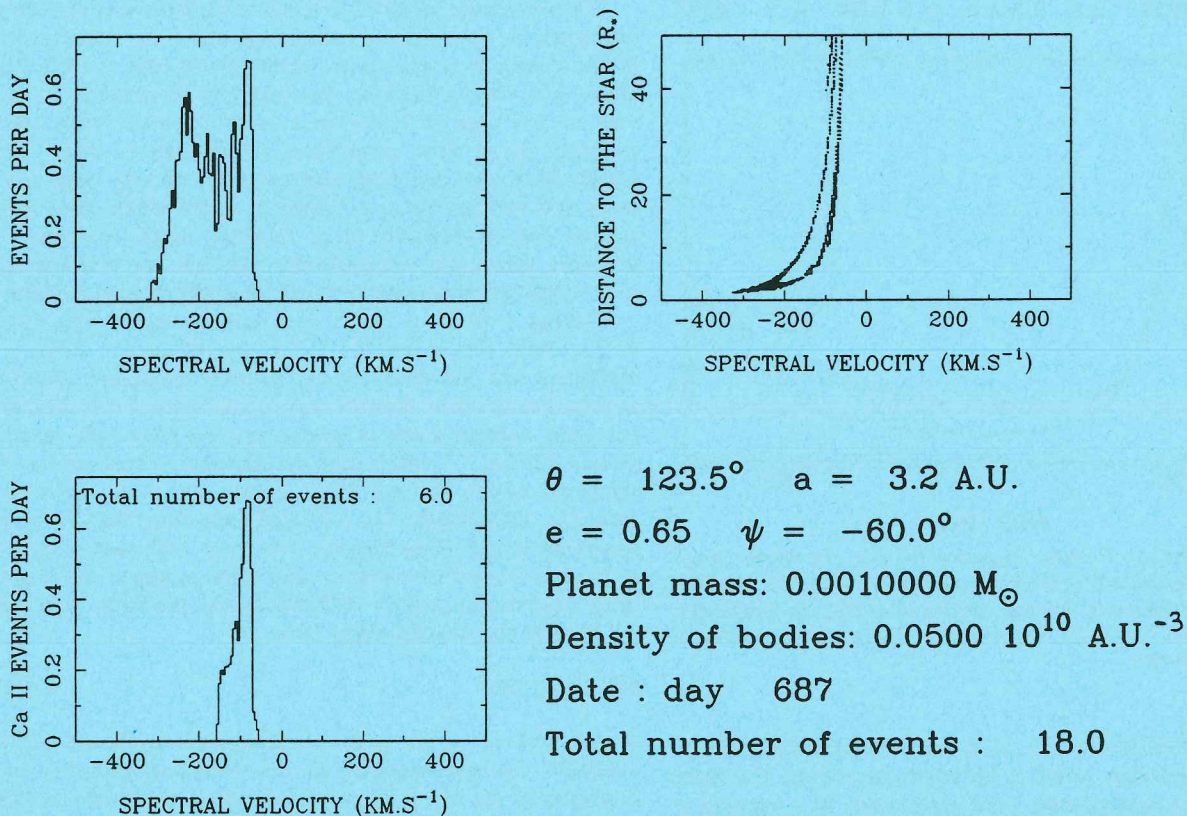 EVENTS PER DAY
0.6
0.4
0.2
0
-400 -200 0 200 400
SPECTRAL VELOCITY (KM.S⁻¹)
DISTANCE TO THE STAR (R*)
40
20
0
-400 -200 0 200 400
SPECTRAL VELOCITY (KM.S⁻¹)
Ca II EVENTS PER DAY
Total number of events : 6.0
0.6
0.4
0.2
0
-400 -200 0 200 400
SPECTRAL VELOCITY (KM.S⁻¹)
θ = 123.5° a = 3.2 A.U.
e = 0.65 ψ = -60.0°
Planet mass: 0.0010000 M☉
Density of bodies: 0.0500 10¹⁰ A.U.⁻³
Date : day 687
Total number of events : 18.0